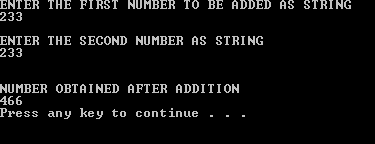 ENTER THE FIRST NUMBER TO BE ADDED AS STRING
233
ENTER THE SECOND NUMBER AS STRING
233
NUMBER OBTAINED AFTER ADDITION
466
Press any key to continue . . .